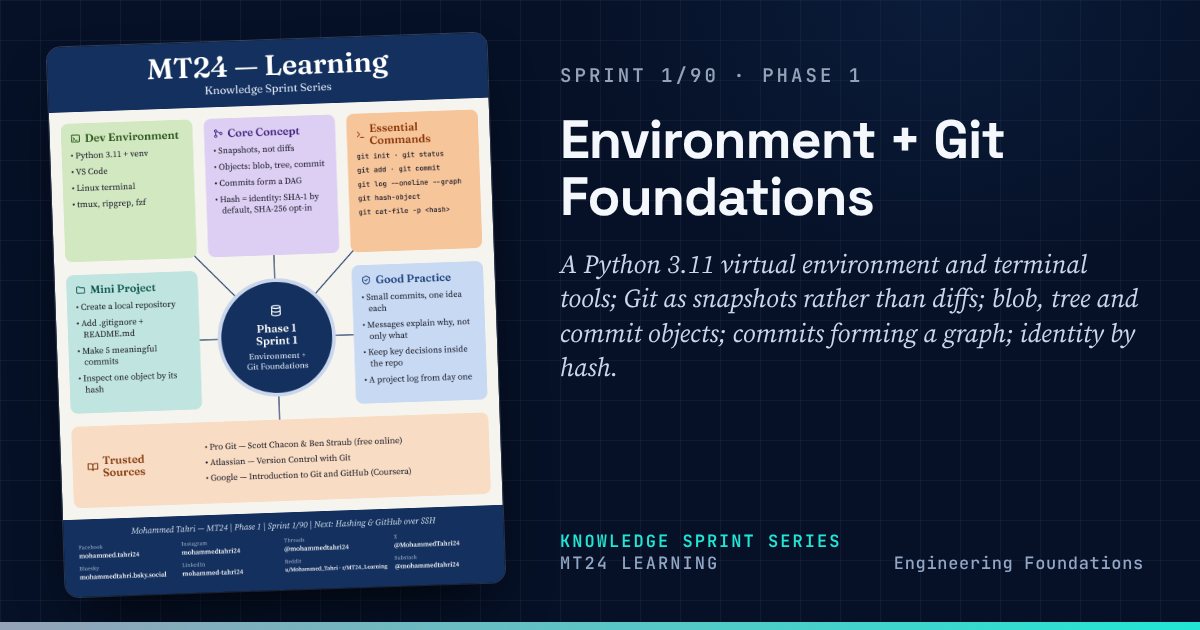 MT24 — Learning
Knowledge Sprint Series
Dev Environment
• Python 3.11 + venv
• VS Code
• Linux terminal
• tmux, ripgrep, fzf
Core Concept
• Snapshots, not diffs
• Objects: blob, tree, commit
• Commits form a DAG
• Hash = identity: SHA-1 by
default, SHA-256 opt-in
Essential
Commands
git init · git status
git add · git commit
git log --oneline --graph
git hash-object
git cat-file -p <hash>
Mini Project
• Create a local repository
• Add .gitignore +
README.md
• Make 5 meaningful
commits
• Inspect one object by its
hash
Phase 1
Sprint 1
Environment +
Git Foundations
Good Practice
• Small commits, one idea
each
• Messages explain why, not
only what
• Keep key decisions inside
the repo
• A project log from day one
Trusted
Sources
• Pro Git — Scott Chacon & Ben Straub (free online)
• Atlassian — Version Control with Git
• Google — Introduction to Git and GitHub (Coursera)
Mohammed Tahri — MT24 | Phase 1 | Sprint 1/90 | Next: Hashing & GitHub over SSH
Facebook
mohammed.tahri24
Instagram
mohammedtahri24
Threads
@mohammedtahri24
X
@MohammedTahri24
Bluesky
mohammedtahri.bsky.social
LinkedIn
mohammed-tahri24
Reddit
u/Mohammed_Tahri · r/MT24_Learning
Substack
@mohammedtahri24
SPRINT 1/90 · PHASE 1
Environment + Git
Foundations
A Python 3.11 virtual environment and terminal
tools; Git as snapshots rather than diffs; blob, tree and
commit objects; commits forming a graph; identity by
hash.
KNOWLEDGE SPRINT SERIES
MT24 LEARNING
Engineering Foundations